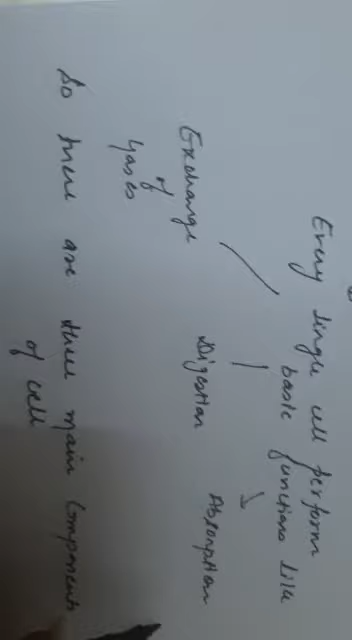 Every single cell perform
basic functions like
Exchange
of
Gases
Digestion
Absorption
So there are three main Components
of cell